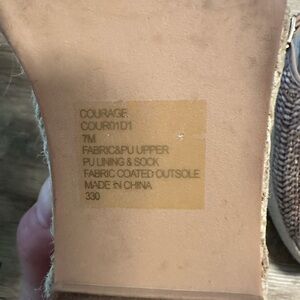 COURAGE
COUR01D1
7M
FABRIC&PU UPPER
PU LINING & SOCK
FABRIC COATED OUTSOLE
MADE IN CHINA
330